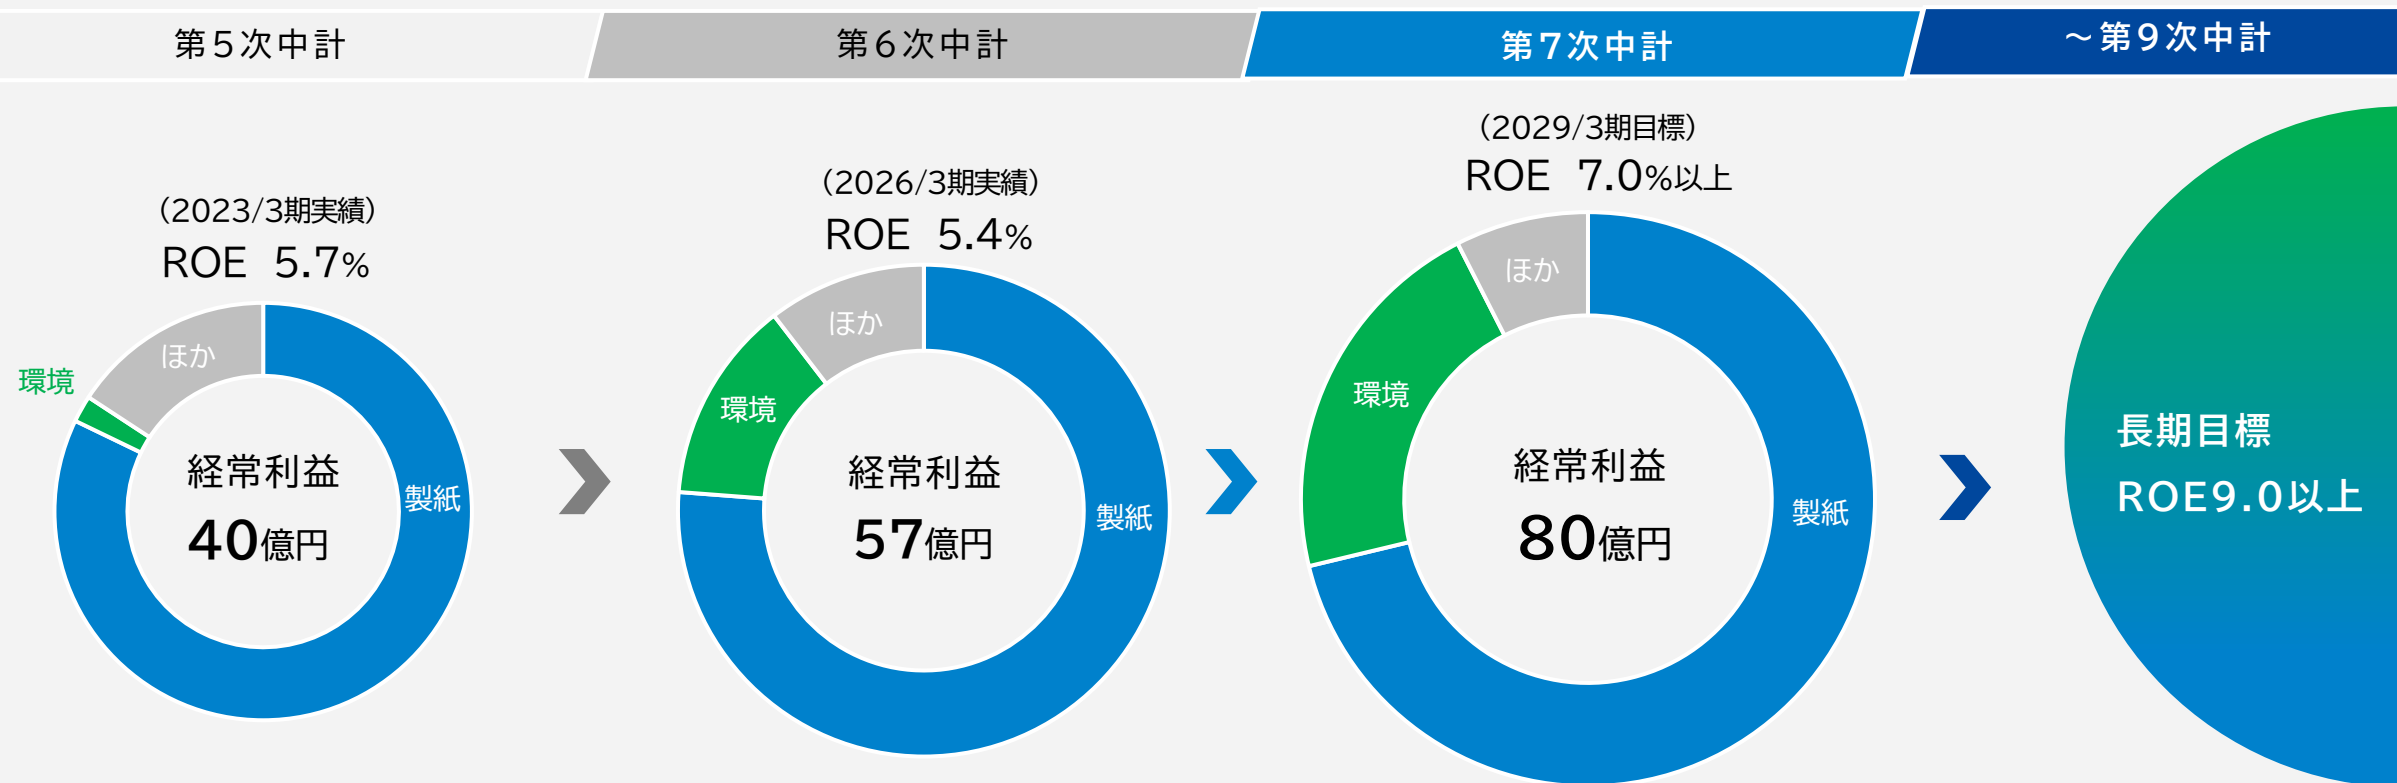 第5次中計
第6次中計
第7次中計
～第9次中計
（2023/3期実績）
ROE 5.7%
環境
ほか
製紙
経常利益
40億円
（2026/3期実績）
ROE 5.4%
ほか
環境
製紙
経常利益
57億円
（2029/3期目標）
ROE 7.0%以上
ほか
環境
製紙
経常利益
80億円
長期目標
ROE9.0以上